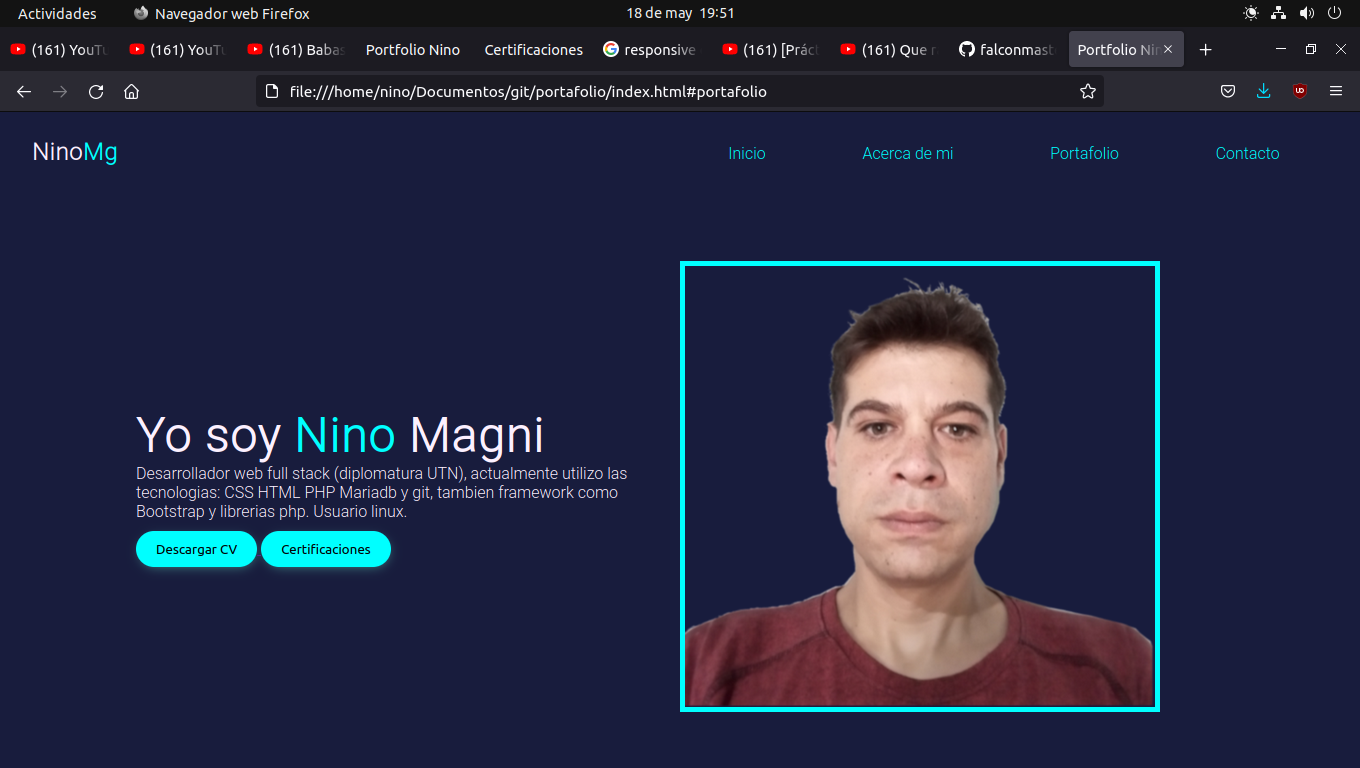 Actividades Navegador web Firefox 18 de may 19:51
(161) YouTu (161) YouTu (161) Babas Portfolio Nino Certificaciones responsive (161) [Práct (161) Que r falconmast Portfolio Nin
file:///home/nino/Documentos/git/portafolio/index.html#portafolio
NinoMg Inicio Acerca de mi Portafolio Contacto
Yo soy Nino Magni
Desarrollador web full stack (diplomatura UTN), actualmente utilizo las
tecnologias: CSS HTML PHP Mariadb y git, tambien framework como
Bootstrap y librerias php. Usuario linux.
Descargar CV Certificaciones